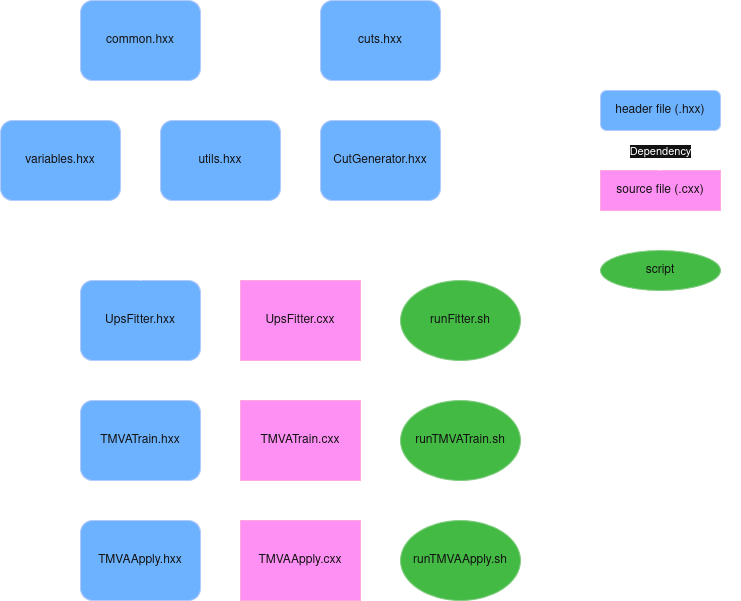 common.hxx
cuts.hxx
variables.hxx
utils.hxx
CutGenerator.hxx
header file (.hxx)
Dependency
source file (.cxx)
script
UpsFitter.hxx
UpsFitter.cxx
runFitter.sh
TMVATrain.hxx
TMVATrain.cxx
runTMVATrain.sh
TMVAApply.hxx
TMVAApply.cxx
runTMVAApply.sh